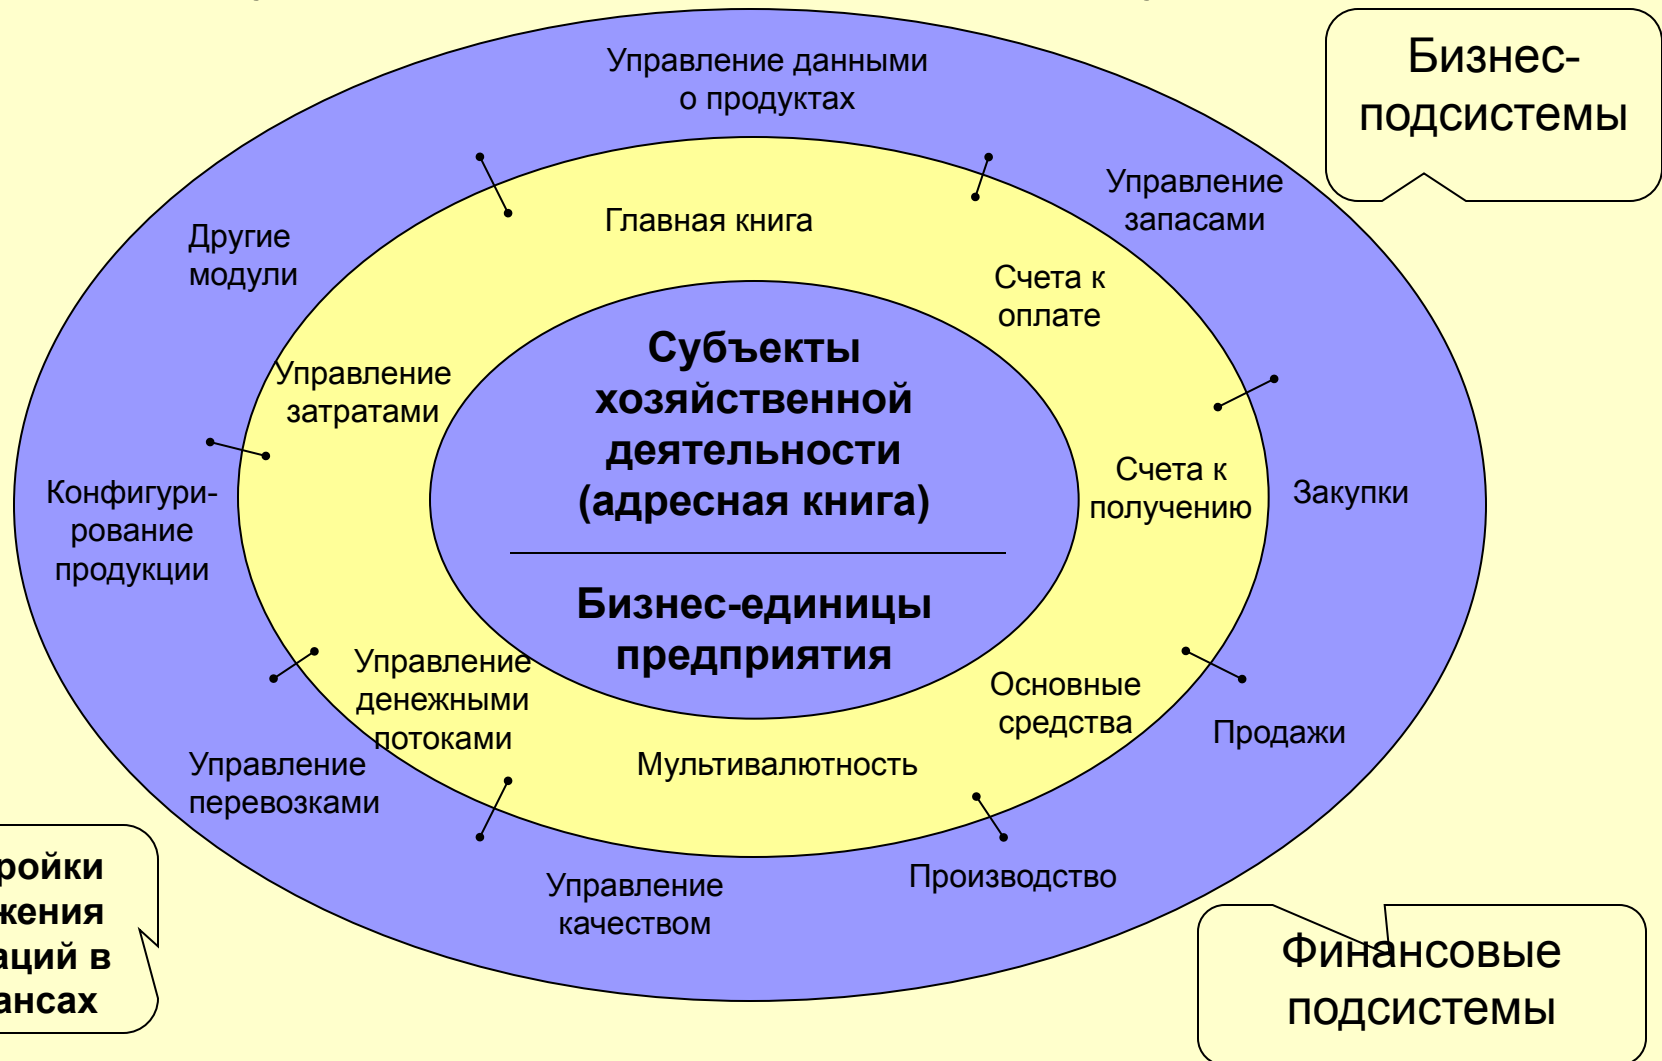 Управление данными
о продуктах
Бизнес-
подсистемы
Управление
запасами
Другие
модули
Главная книга
Счета к
оплате
Субъекты
хозяйственной
деятельности
(адресная книга)
Управление
затратами
Счета к
получению
Закупки
Конфигури-
рование
продукции
Бизнес-единицы
предприятия
Управление
денежными
потоками
Основные
средства
Продажи
Мультивалютность
Управление
перевозками
Производство
Управление
качеством
ройки
жения
аций в
ансах
Финансовые
подсистемы